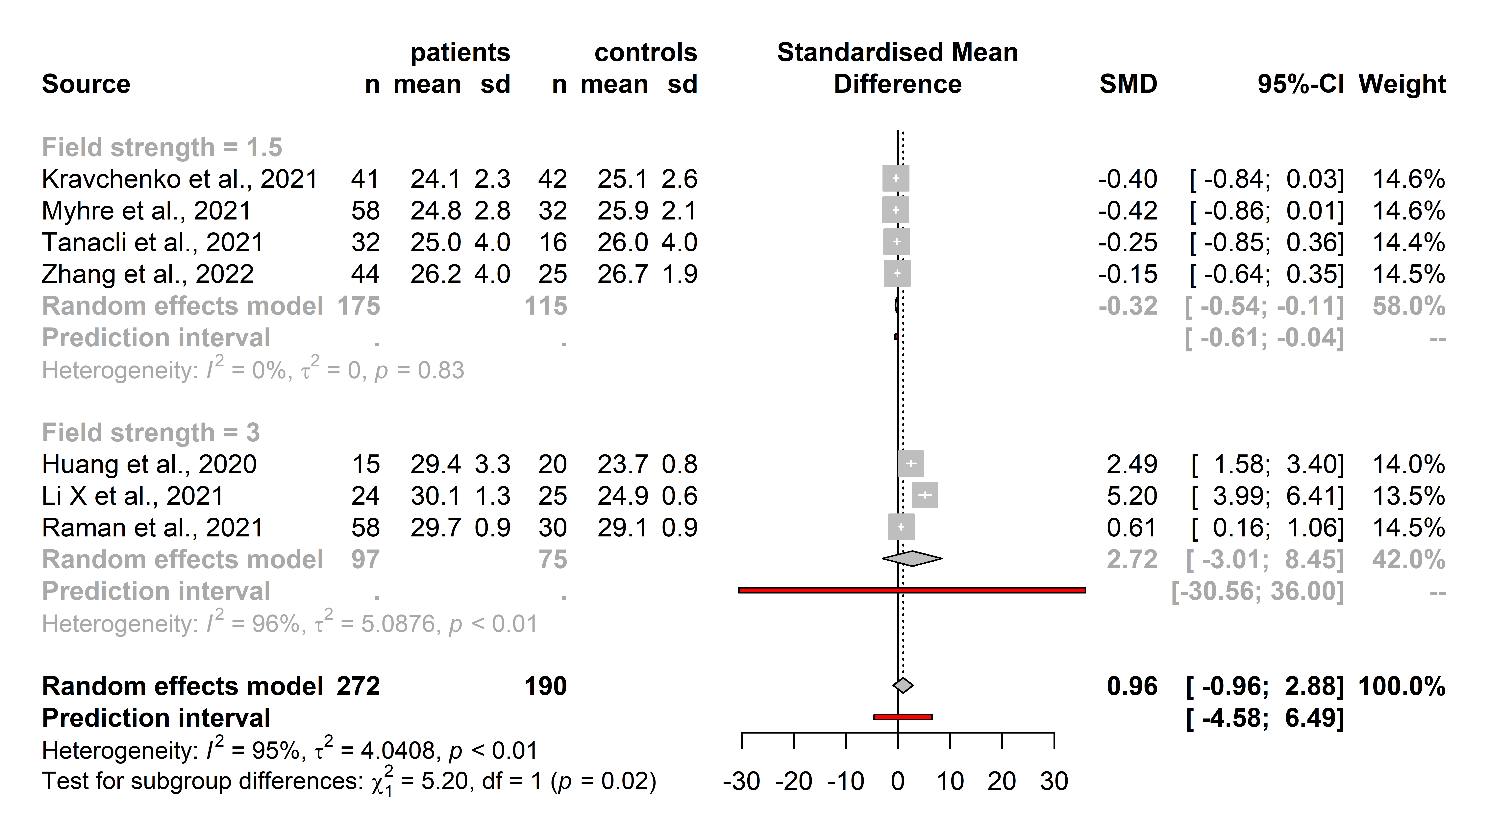 patients controls Standardised Mean
Source n mean sd n mean sd Difference SMD 95%-CI Weight
Field strength = 1.5
Kravchenko et al., 2021 41 24.1 2.3 42 25.1 2.6 -0.40 [ -0.84; 0.03] 14.6%
Myhre et al., 2021 58 24.8 2.8 32 25.9 2.1 -0.42 [ -0.86; 0.01] 14.6%
Tanacli et al., 2021 32 25.0 4.0 16 26.0 4.0 -0.25 [ -0.85; 0.36] 14.4%
Zhang et al., 2022 44 26.2 4.0 25 26.7 1.9 -0.15 [ -0.64; 0.35] 14.5%
Random effects model 175 115 -0.32 [ -0.54; -0.11] 58.0%
Prediction interval . . [ -0.61; -0.04] --
Heterogeneity: I² = 0%, τ² = 0, p = 0.83
Field strength = 3
Huang et al., 2020 15 29.4 3.3 20 23.7 0.8 2.49 [ 1.58; 3.40] 14.0%
Li X et al., 2021 24 30.1 1.3 25 24.9 0.6 5.20 [ 3.99; 6.41] 13.5%
Raman et al., 2021 58 29.7 0.9 30 29.1 0.9 0.61 [ 0.16; 1.06] 14.5%
Random effects model 97 75 2.72 [ -3.01; 8.45] 42.0%
Prediction interval . . [-30.56; 36.00] --
Heterogeneity: I² = 96%, τ² = 5.0876, p < 0.01
Random effects model 272 190 0.96 [ -0.96; 2.88] 100.0%
Prediction interval [ -4.58; 6.49]
Heterogeneity: I² = 95%, τ² = 4.0408, p < 0.01
Test for subgroup differences: χ²₁ = 5.20, df = 1 (p = 0.02)
-30 -20 -10 0 10 20 30